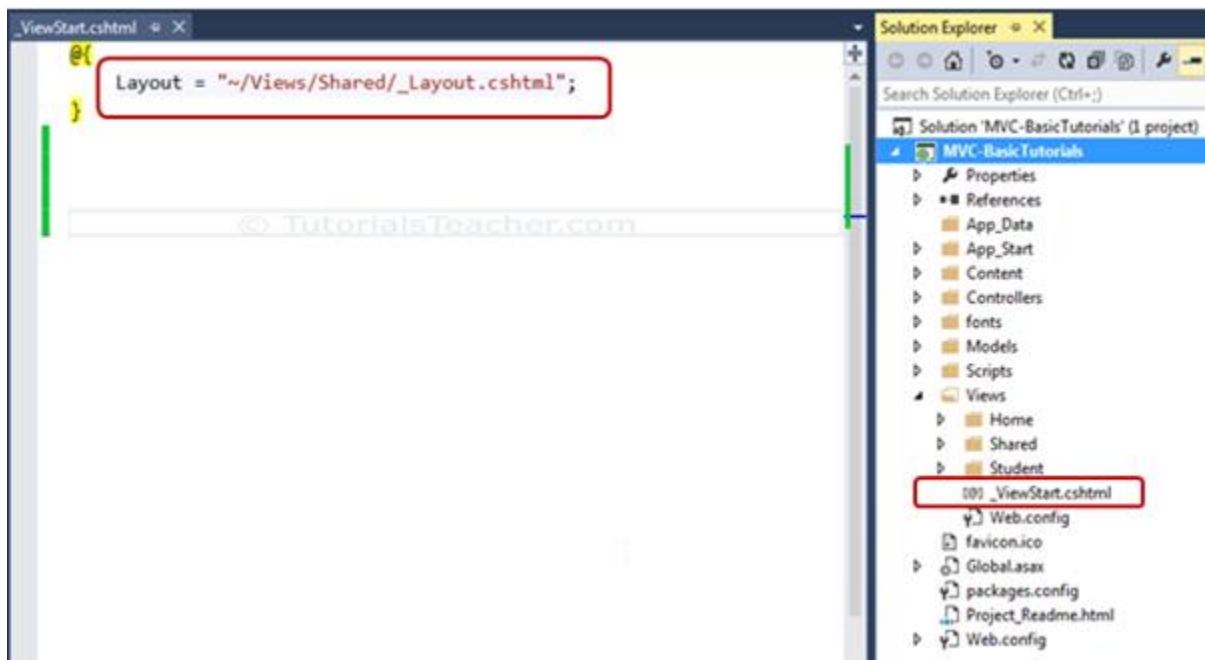 _ViewStart.cshtml
@{
Layout = "~/Views/Shared/_Layout.cshtml";
}
© TutorialsTeacher.com
Solution Explorer
Search Solution Explorer (Ctrl+;)
Solution 'MVC-BasicTutorials' (1 project)
MVC-BasicTutorials
Properties
References
App_Data
App_Start
Content
Controllers
fonts
Models
Scripts
Views
Home
Shared
Student
_ViewStart.cshtml
Web.config
favicon.ico
Global.asax
packages.config
Project_Readme.html
Web.config